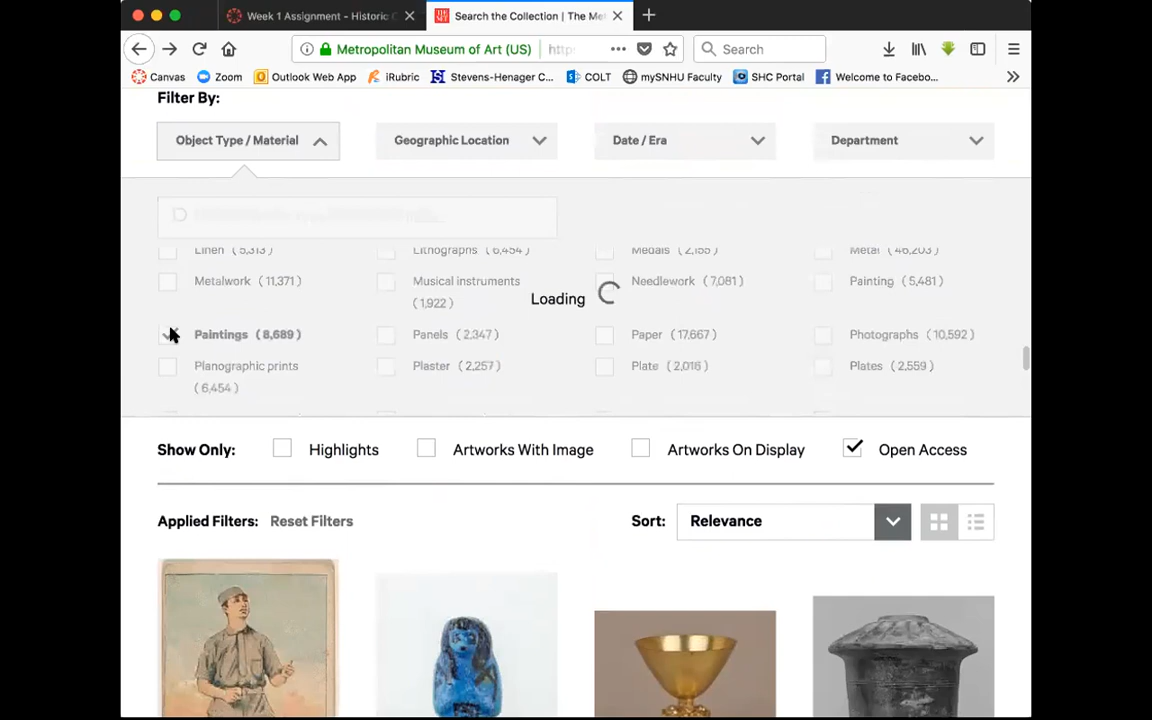 Week 1 Assignment - Historic C
Search the Collection | The Met
Metropolitan Museum of Art (US) http:
Search
Canvas Zoom Outlook Web App iRubric Stevens-Henager C... COLT mySNHU Faculty SHC Portal Welcome to Facebo...
Filter By:
Object Type / Material Geographic Location Date / Era Department
Linen (5,313) Lithographs (6,454) Medals (2,155) Metal (46,203)
Metalwork (11,371) Musical instruments Needlework (7,081) Painting (5,481)
(1,922)
Loading
Paintings (8,689) Panels (2,347) Paper (17,667) Photographs (10,592)
Planographic prints Plaster (2,257) Plate (2,016) Plates (2,559)
(6,454)
Show Only: Highlights Artworks With Image Artworks On Display Open Access
Applied Filters: Reset Filters Sort: Relevance